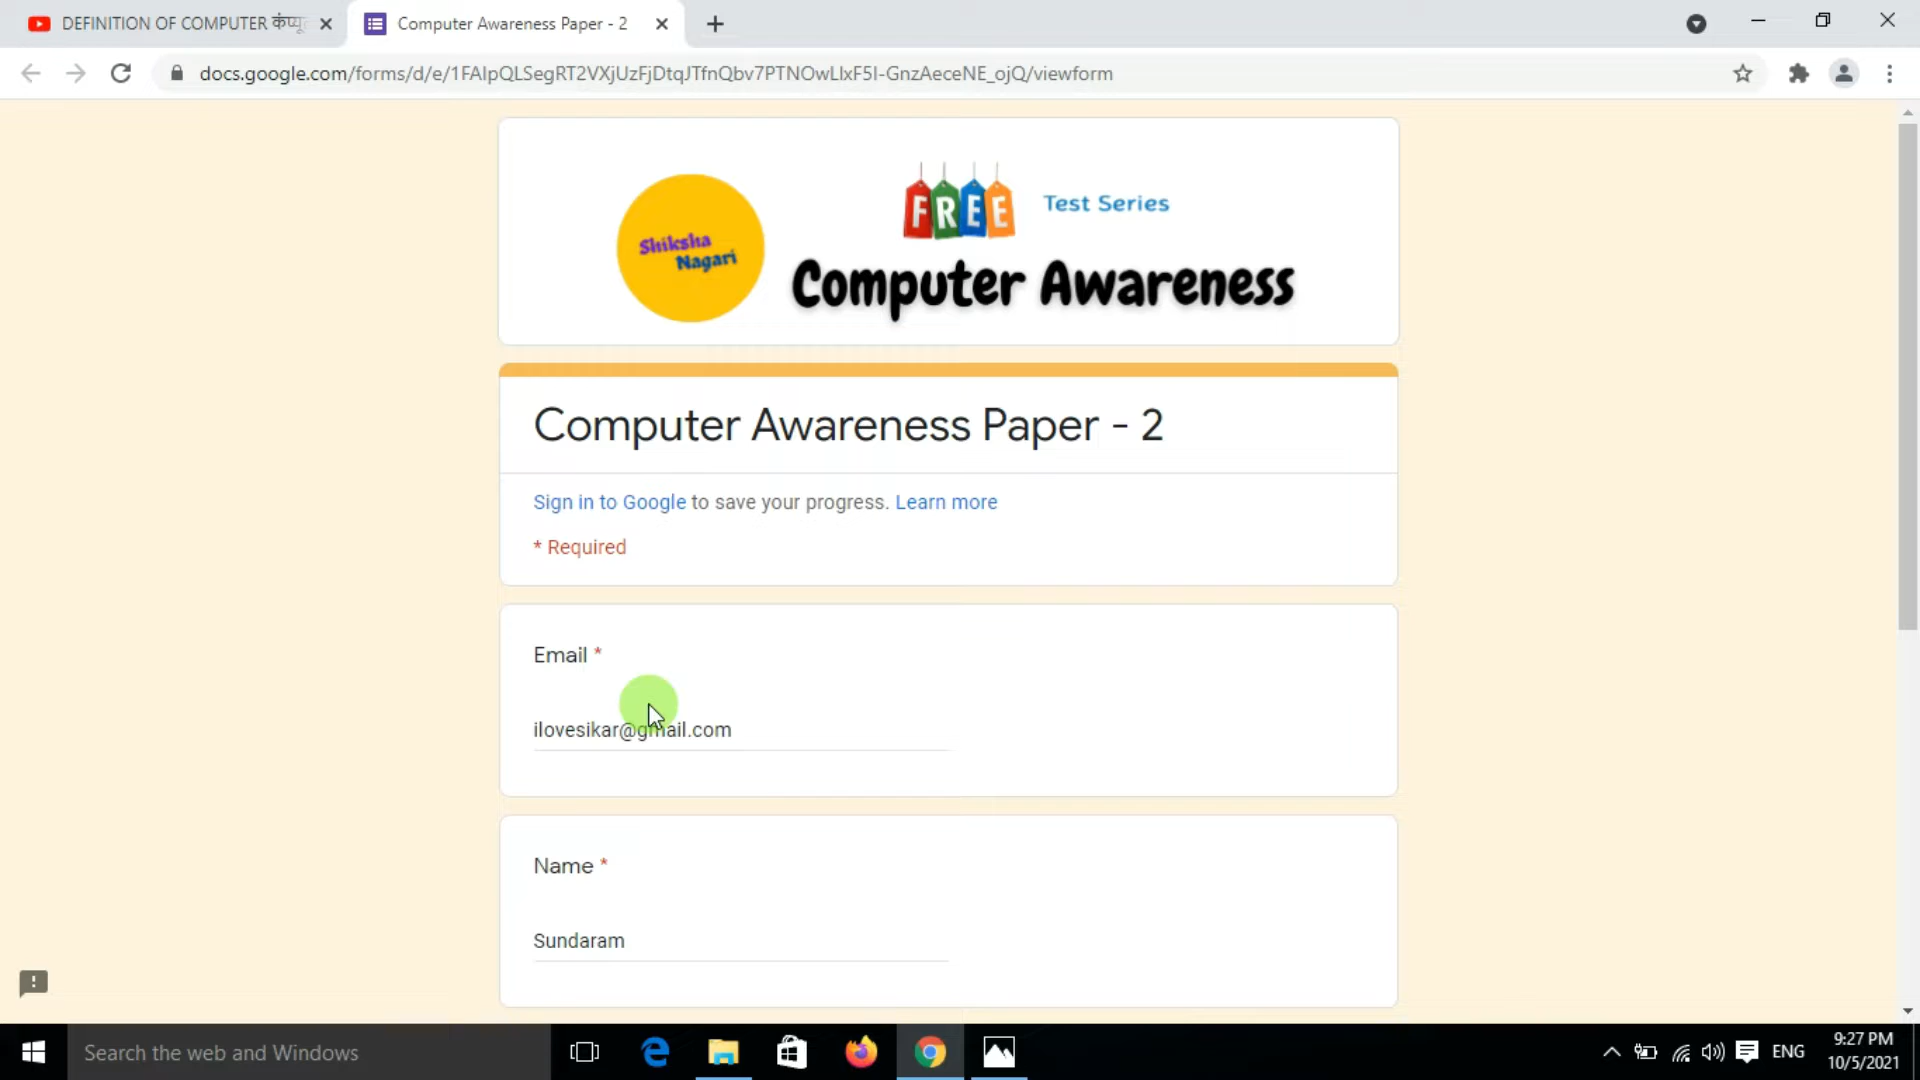 DEFINITION OF COMPUTER कंप्यू
Computer Awareness Paper - 2
docs.google.com/forms/d/e/1FAIpQLSegRT2VXjUzFjDtqJTfnQbv7PTNOwLlxF5I-GnzAeceNE_ojQ/viewform
FREE
Test Series
Shiksha
Nagari
Computer Awareness
Computer Awareness Paper - 2
Sign in to Google to save your progress. Learn more
* Required
Email *
ilovesikar@gmail.com
Name *
Sundaram
Search the web and Windows
ENG
9:27 PM
10/5/2021